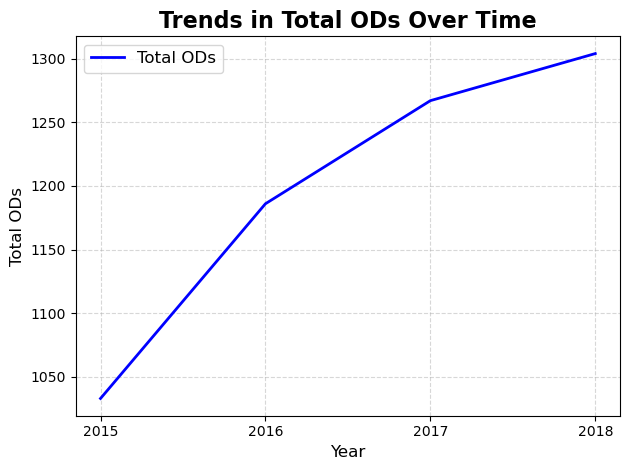 Trends in Total ODs Over Time
Total ODs
1300
1250
1200
1150
1100
1050
Total ODs
2015 2016 2017 2018
Year